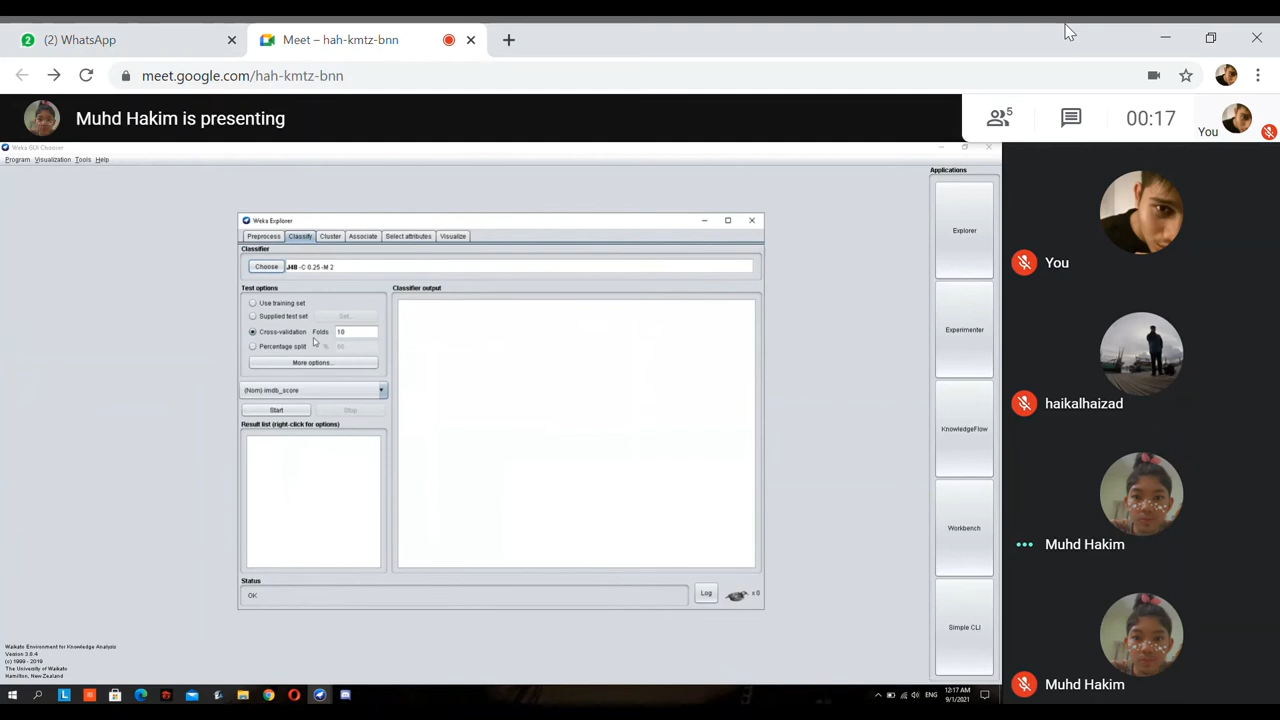 2 (2) WhatsApp
Meet – hah-kmtz-bnn
meet.google.com/hah-kmtz-bnn
Muhd Hakim is presenting
5
00:17
You
Weka GUI Chooser
Program Visualization Tools Help
Applications
Explorer
Experimenter
KnowledgeFlow
Workbench
Simple CLI
Weka Explorer
Preprocess Classify Cluster Associate Select attributes Visualize
Classifier
Choose J48 -C 0.25 -M 2
Test options
Use training set
Supplied test set Set...
Cross-validation Folds 10
Percentage split % 66
More options...
(Nom) imdb_score
Start Stop
Result list (right-click for options)
Classifier output
Status
OK
Log x 0
Waikato Environment for Knowledge Analysis
Version 3.8.4
(c) 1999 - 2019
The University of Waikato
Hamilton, New Zealand
You
haikalhaizad
Muhd Hakim
Muhd Hakim
ENG
12:17 AM
9/1/2021